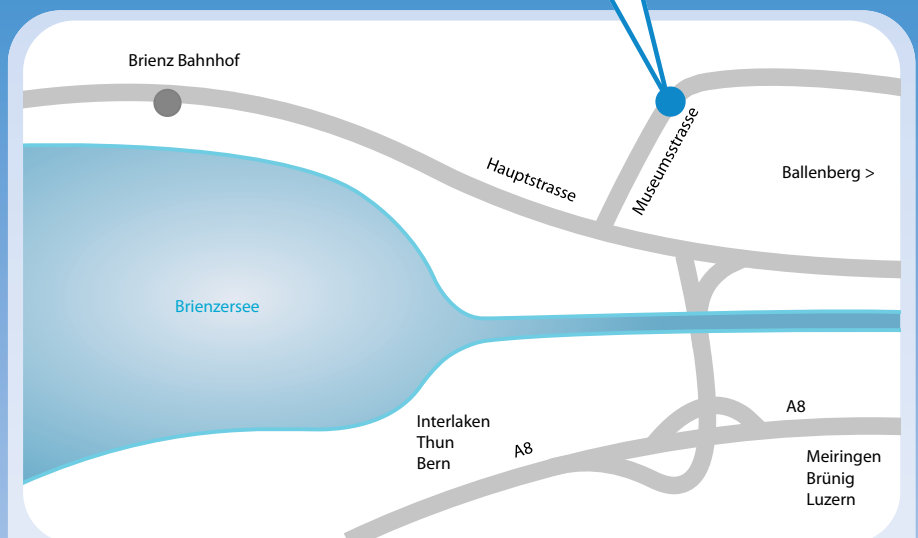 Brienz Bahnhof
Hauptstrasse
Museumsstrasse
Ballenberg >
Brienzersee
Interlaken
Thun
Bern
A8
A8
Meiringen
Brünig
Luzern